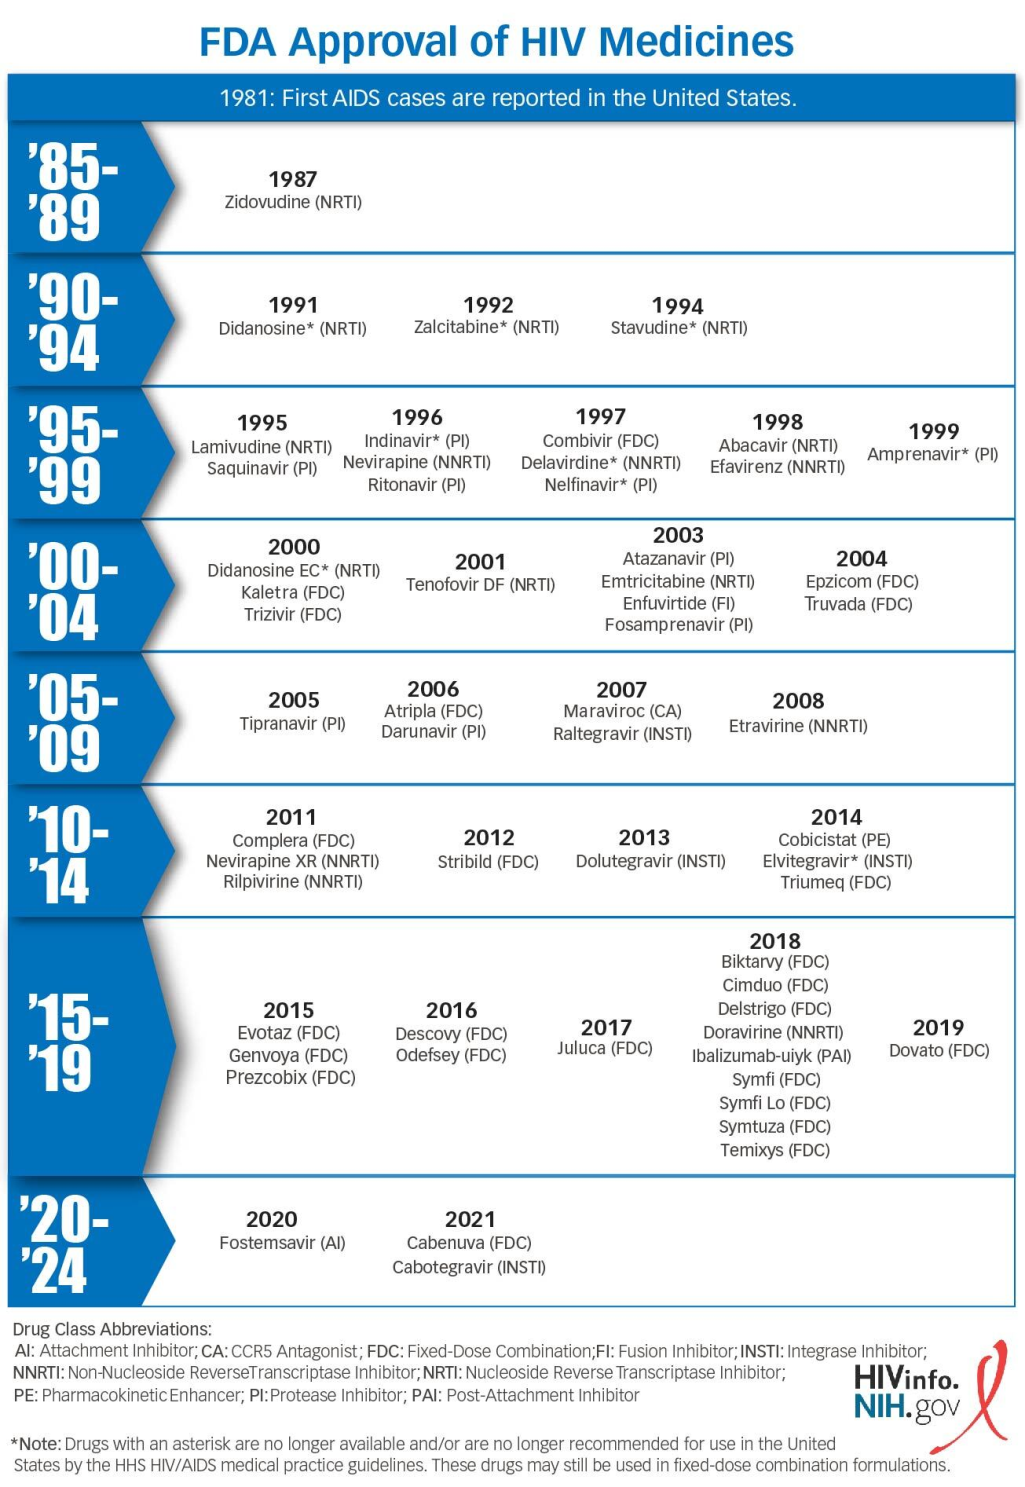 FDA Approval of HIV Medicines
1981: First AIDS cases are reported in the United States.
’85-
’89
1987
Zidovudine (NRTI)
’90-
’94
1991
Didanosine* (NRTI)
1992
Zalcitabine* (NRTI)
1994
Stavudine* (NRTI)
’95-
’99
1995
Lamivudine (NRTI)
Saquinavir (PI)
1996
Indinavir* (PI)
Nevirapine (NNRTI)
Ritonavir (PI)
1997
Combivir (FDC)
Delavirdine* (NNRTI)
Nelfinavir* (PI)
1998
Abacavir (NRTI)
Efavirenz (NNRTI)
1999
Amprenavir* (PI)
’00-
’04
2000
Didanosine EC* (NRTI)
Kaletra (FDC)
Trizivir (FDC)
2001
Tenofovir DF (NRTI)
2003
Atazanavir (PI)
Emtricitabine (NRTI)
Enfuvirtide (FI)
Fosamprenavir (PI)
2004
Epzicom (FDC)
Truvada (FDC)
’05-
’09
2005
Tipranavir (PI)
2006
Atripla (FDC)
Darunavir (PI)
2007
Maraviroc (CA)
Raltegravir (INSTI)
2008
Etravirine (NNRTI)
’10-
’14
2011
Complera (FDC)
Nevirapine XR (NNRTI)
Rilpivirine (NNRTI)
2012
Stribild (FDC)
2013
Dolutegravir (INSTI)
2014
Cobicistat (PE)
Elvitegravir* (INSTI)
Triumeq (FDC)
’15-
’19
2015
Evotaz (FDC)
Genvoya (FDC)
Prezcobix (FDC)
2016
Descovy (FDC)
Odefsey (FDC)
2017
Juluca (FDC)
2018
Biktarvy (FDC)
Cimduo (FDC)
Delstrigo (FDC)
Doravirine (NNRTI)
Ibalizumab-uiyk (PAI)
Symfi (FDC)
Symfi Lo (FDC)
Symtuza (FDC)
Temixys (FDC)
2019
Dovato (FDC)
’20-
’24
2020
Fostemsavir (AI)
2021
Cabenuva (FDC)
Cabotegravir (INSTI)
Drug Class Abbreviations:
AI: Attachment Inhibitor; CA: CCR5 Antagonist; FDC: Fixed-Dose Combination;FI: Fusion Inhibitor; INSTI: Integrase Inhibitor;
NNRTI: Non-Nucleoside ReverseTranscriptase Inhibitor; NRTI: Nucleoside Reverse Transcriptase Inhibitor;
PE: Pharmacokinetic Enhancer; PI:Protease Inhibitor; PAI: Post-Attachment Inhibitor
HIVinfo.
NIH.gov
*Note: Drugs with an asterisk are no longer available and/or are no longer recommended for use in the United
States by the HHS HIV/AIDS medical practice guidelines. These drugs may still be used in fixed-dose combination formulations.